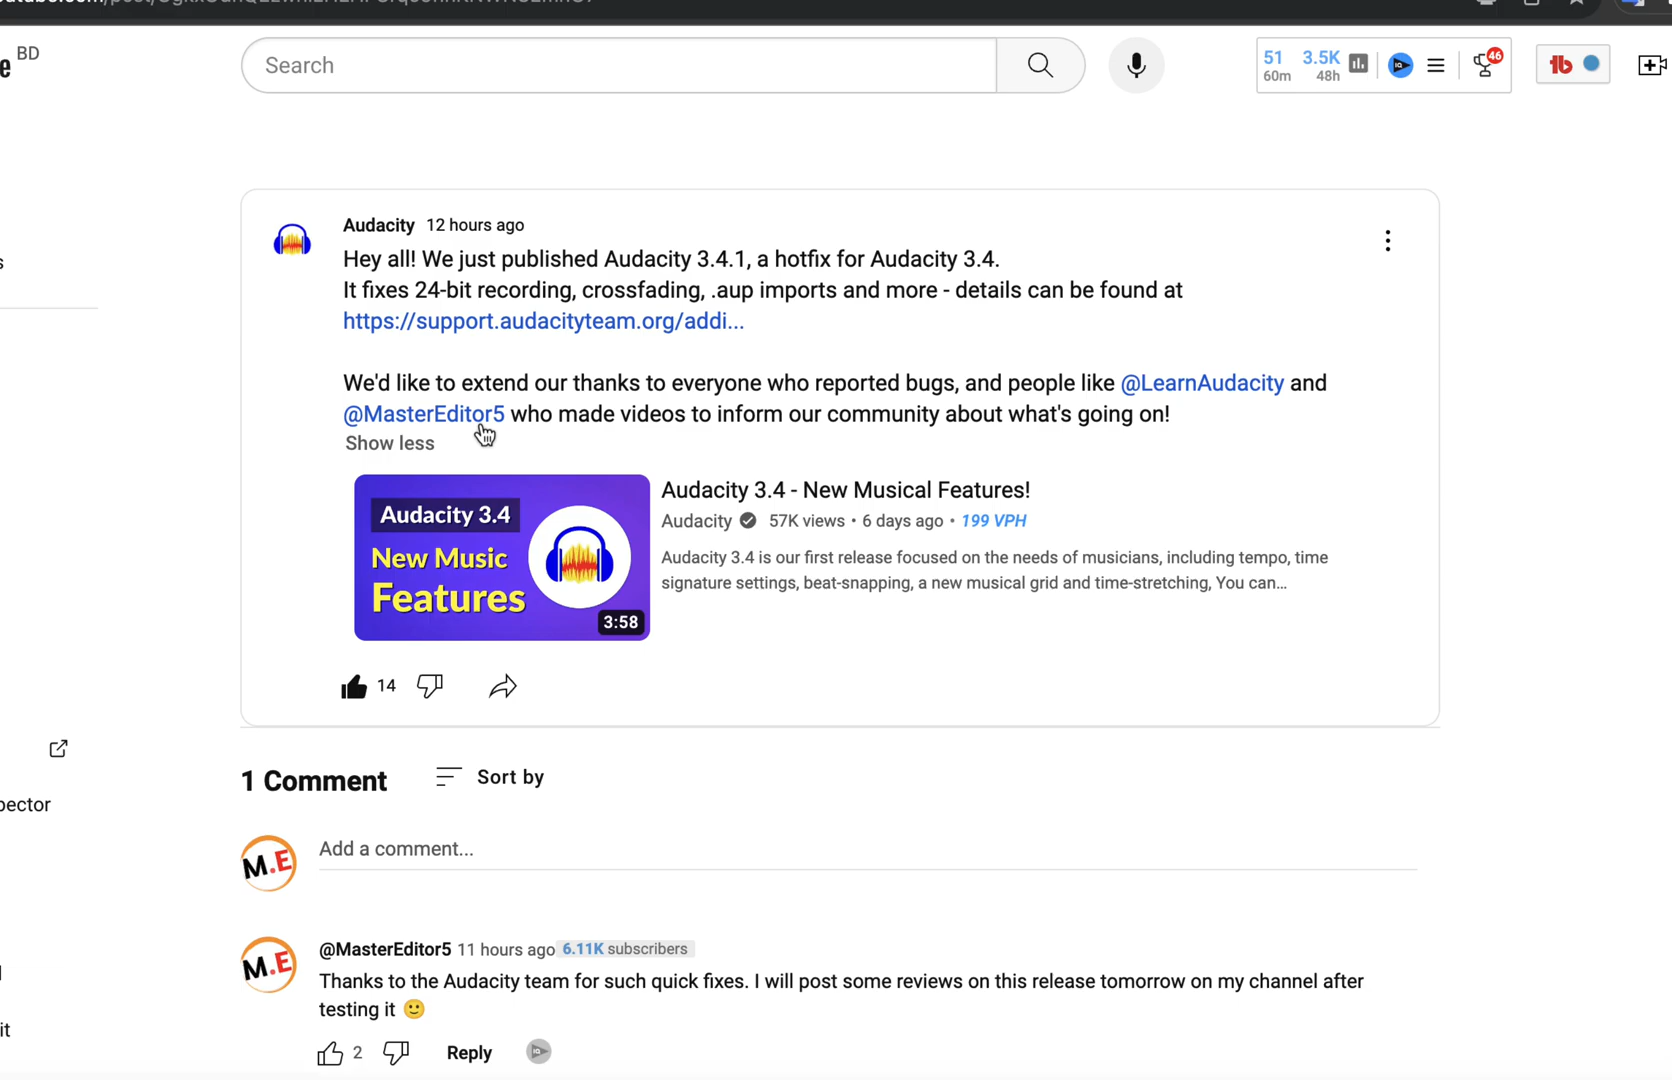 BD
e
Search
51
60m
3.5K
48h
46
Audacity 12 hours ago
Hey all! We just published Audacity 3.4.1, a hotfix for Audacity 3.4.
It fixes 24-bit recording, crossfading, .aup imports and more - details can be found at
https://support.audacityteam.org/addi...
We'd like to extend our thanks to everyone who reported bugs, and people like @LearnAudacity and
@MasterEditor5 who made videos to inform our community about what's going on!
Show less
Audacity 3.4
New Music
Features
3:58
Audacity 3.4 - New Musical Features!
Audacity 57K views • 6 days ago • 199 VPH
Audacity 3.4 is our first release focused on the needs of musicians, including tempo, time
signature settings, beat-snapping, a new musical grid and time-stretching, You can...
14
pector
1 Comment
Sort by
M.E
Add a comment...
M.E
@MasterEditor5 11 hours ago 6.11K subscribers
Thanks to the Audacity team for such quick fixes. I will post some reviews on this release tomorrow on my channel after
testing it 🙂
it
2
Reply